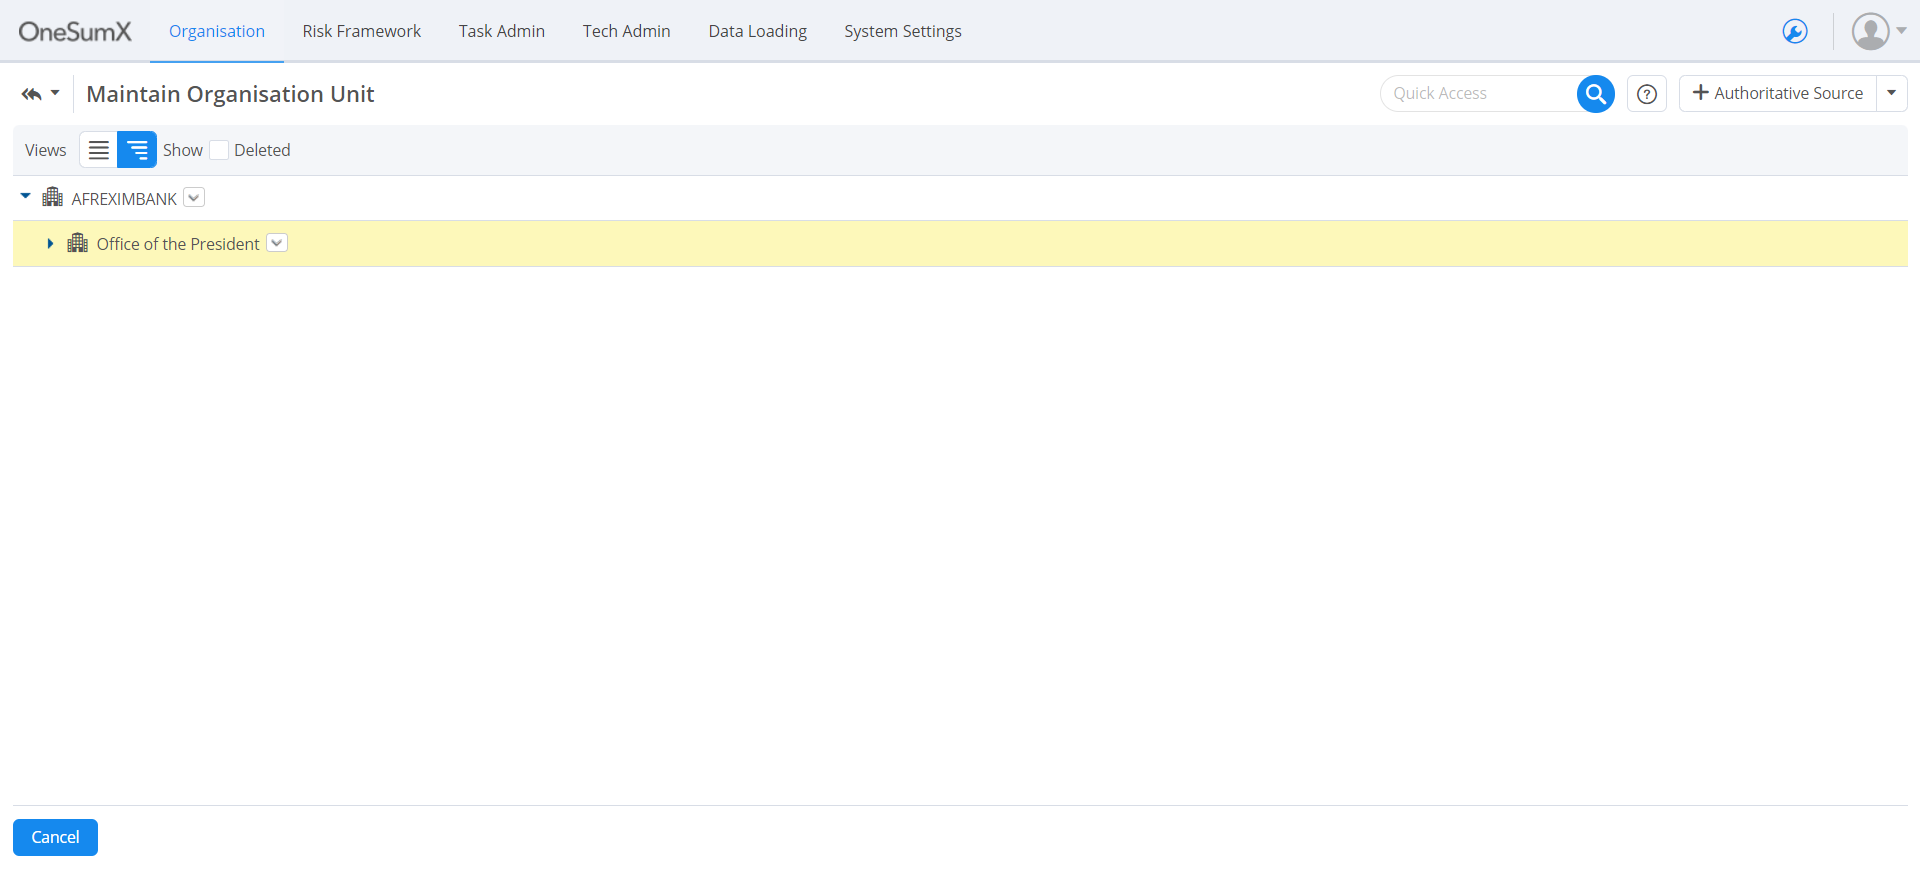 OneSumX Organisation Risk Framework Task Admin Tech Admin Data Loading System Settings
Maintain Organisation Unit Quick Access ? + Authoritative Source
Views Show Deleted
AFREXIMBANK
Office of the President
Cancel